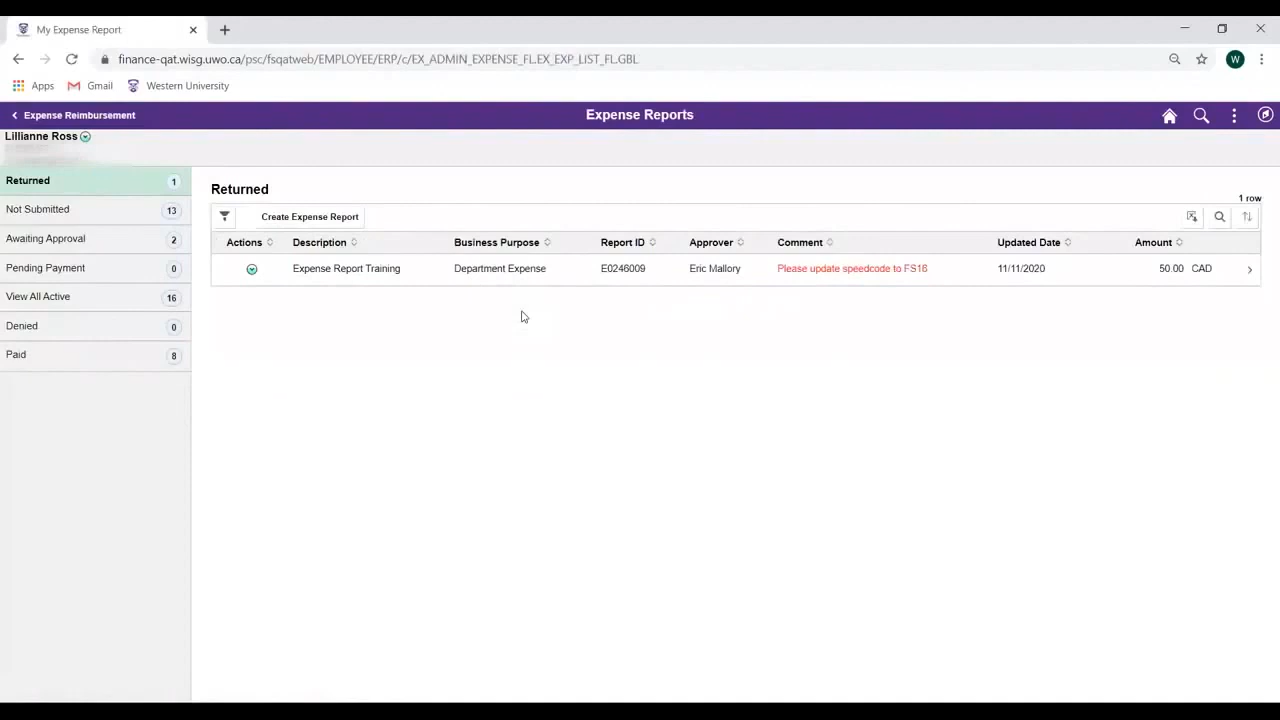 My Expense Report
finance-qat.wisg.uwo.ca/psc/fsqatweb/EMPLOYEE/ERP/c/EX_ADMIN_EXPENSE_FLEX_EXP_LIST_FL.GBL
W
Apps Gmail Western University
Expense Reimbursement Expense Reports
Lillianne Ross
Returned 1
Not Submitted 13
Awaiting Approval 2
Pending Payment 0
View All Active 16
Denied 0
Paid 8
Returned
1 row
Create Expense Report
Actions Description Business Purpose Report ID Approver Comment Updated Date Amount
Expense Report Training Department Expense E0246009 Eric Mallory Please update speedcode to FS16 11/11/2020 50.00 CAD